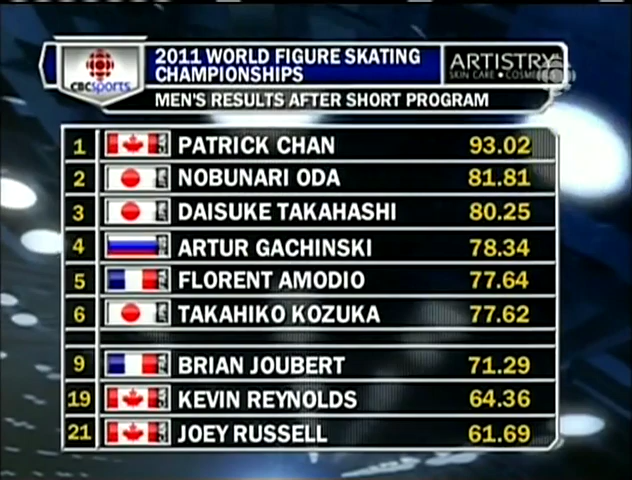 2011 WORLD FIGURE SKATING
CHAMPIONSHIPS
ARTISTRY
SKIN CARE • COSME
CBCsports
MEN'S RESULTS AFTER SHORT PROGRAM
1 PATRICK CHAN 93.02
2 NOBUNARI ODA 81.81
3 DAISUKE TAKAHASHI 80.25
4 ARTUR GACHINSKI 78.34
5 FLORENT AMODIO 77.64
6 TAKAHIKO KOZUKA 77.62
9 BRIAN JOUBERT 71.29
19 KEVIN REYNOLDS 64.36
21 JOEY RUSSELL 61.69